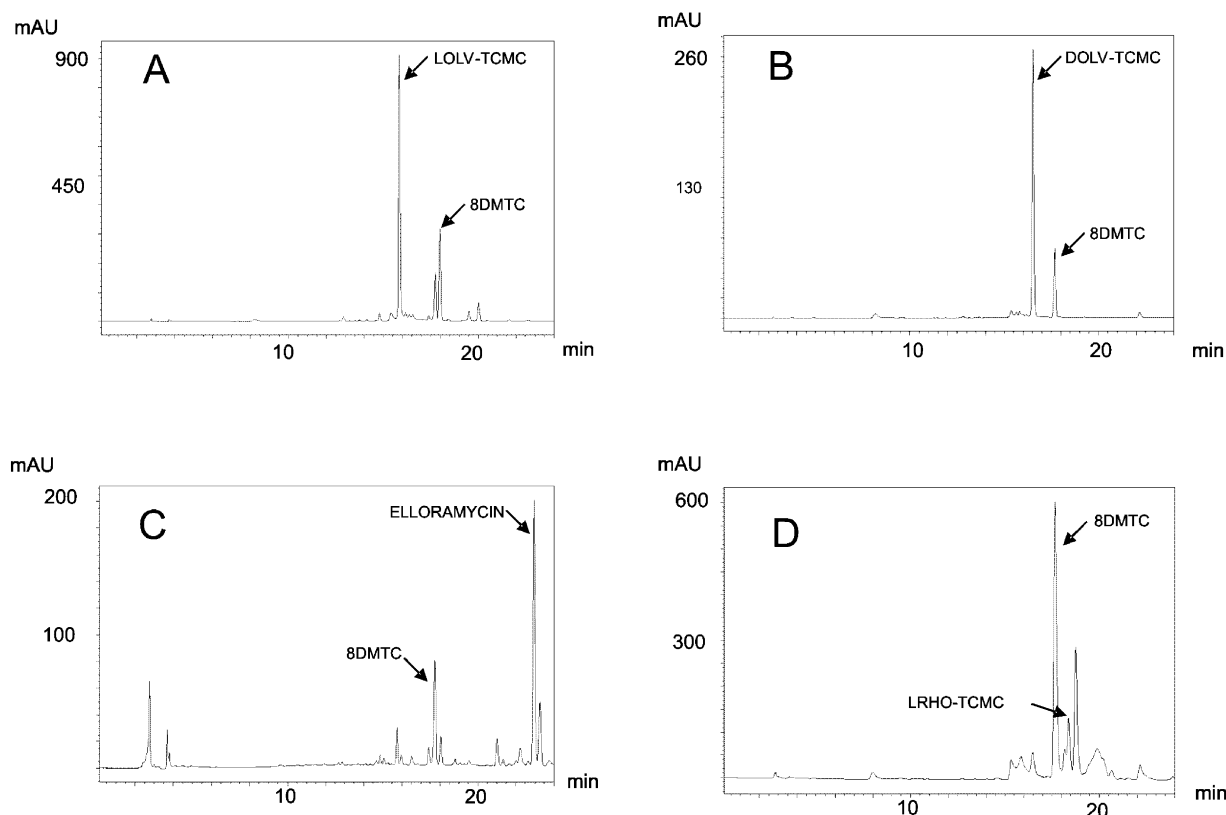 mAU
A
900
LOLV-TCMC
450
8DMTC
10
20
min
mAU
B
260
DOLV-TCMC
130
8DMTC
10
20
min
mAU
C
200
ELLORAMYCIN
100
8DMTC
10
20
min
mAU
D
600
8DMTC
300
LRHO-TCMC
10
20
min